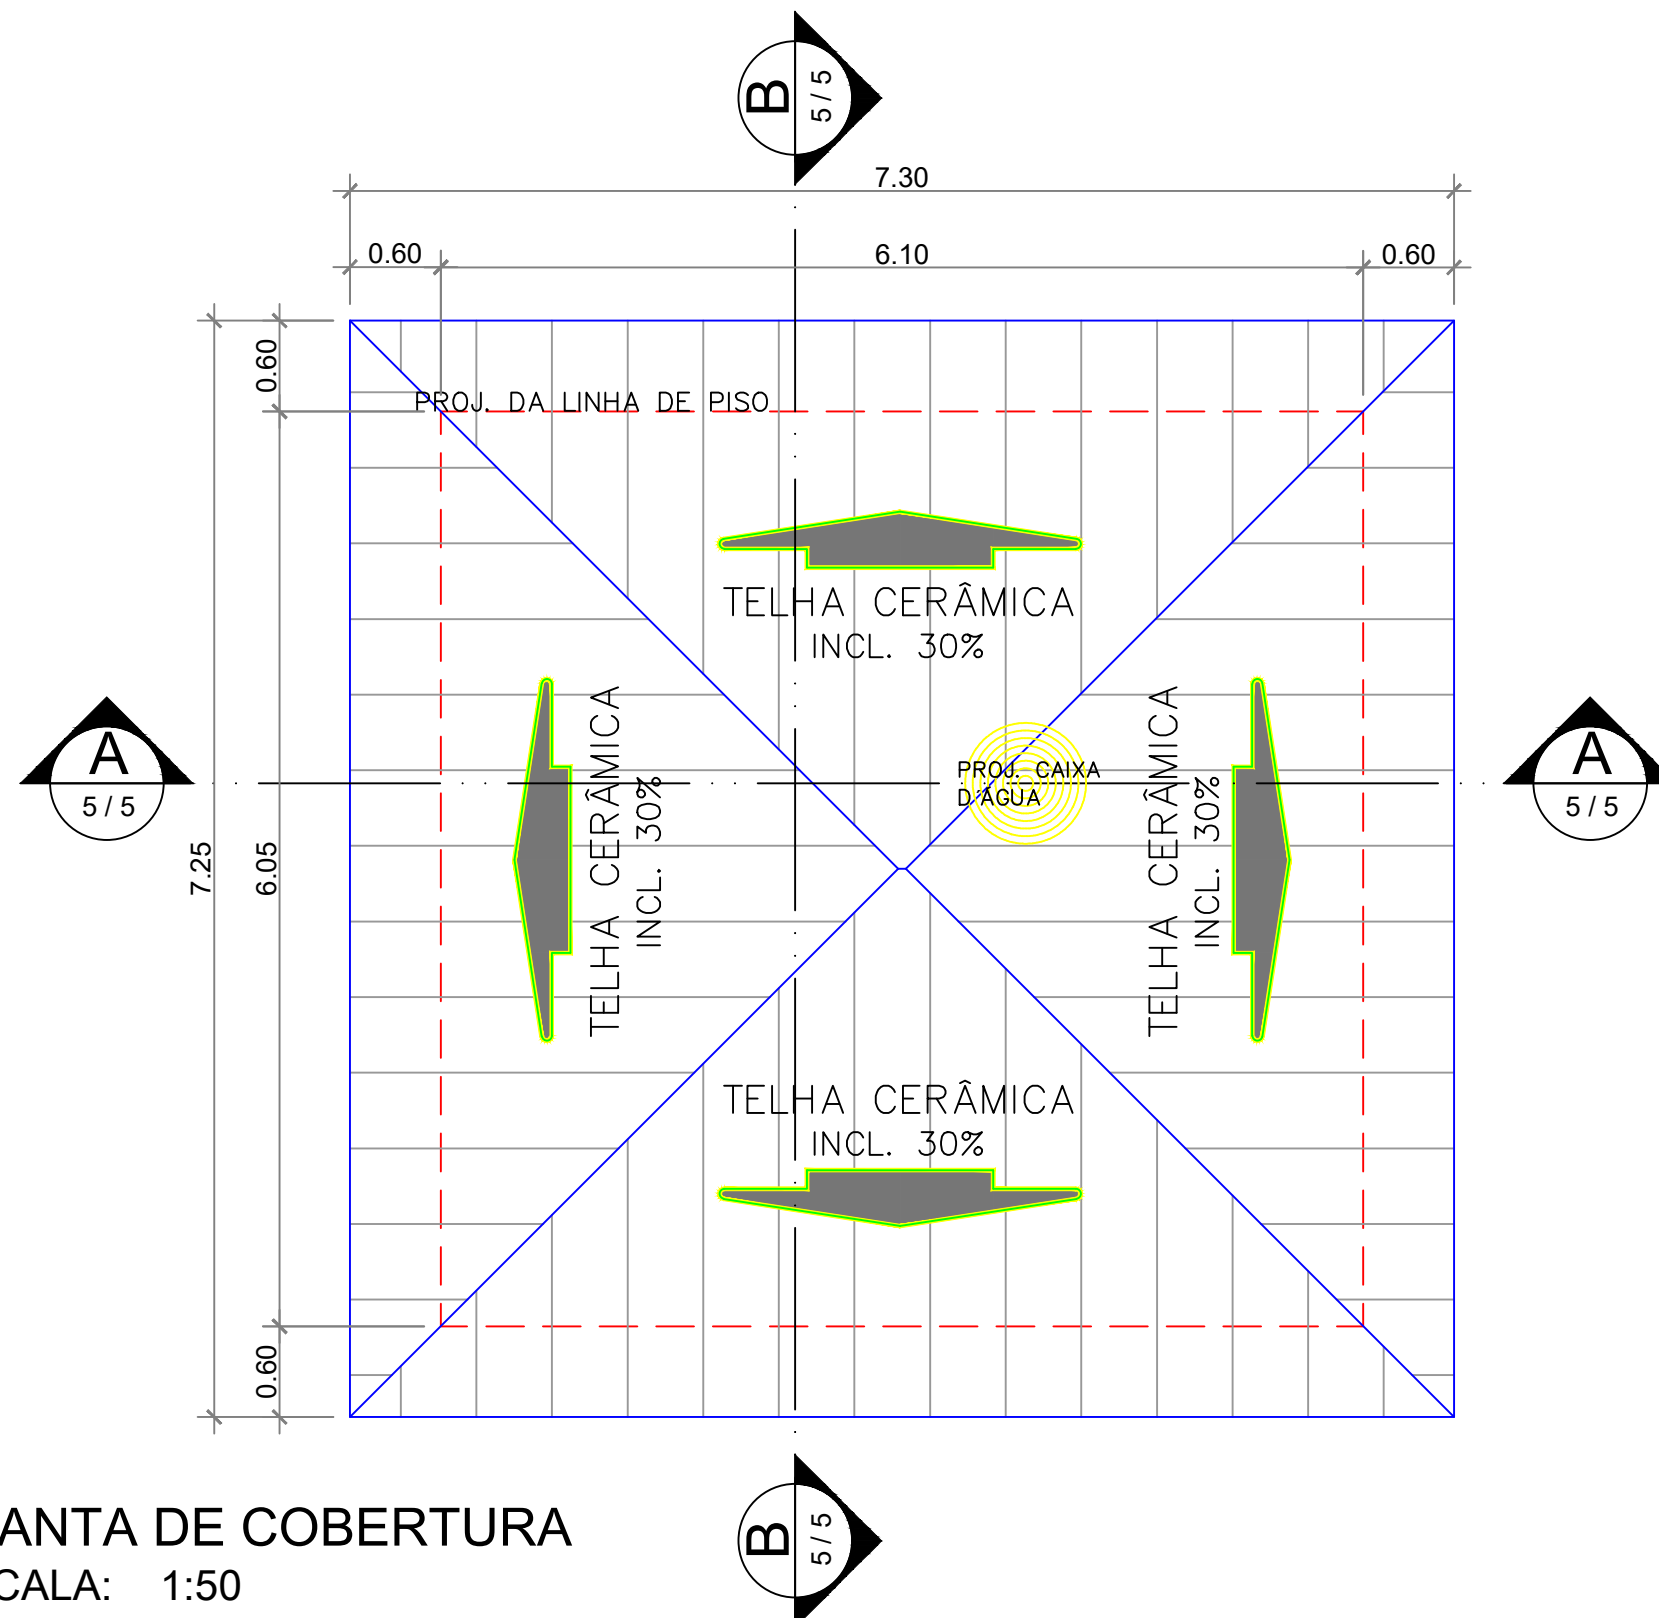 B
5 / 5
7.30
0.60
6.10
0.60
0.60
PROJ. DA LINHA DE PISO
TELHA CERÂMICA
INCL. 30%
TELHA CERÂMICA
INCL. 30%
TELHA CERÂMICA
INCL. 30%
PROJ. CAIXA
D'ÁGUA
A
5 / 5
A
5 / 5
7.25
6.05
TELHA CERÂMICA
INCL. 30%
0.60
ANTA DE COBERTURA
CALA: 1:50
B
5 / 5